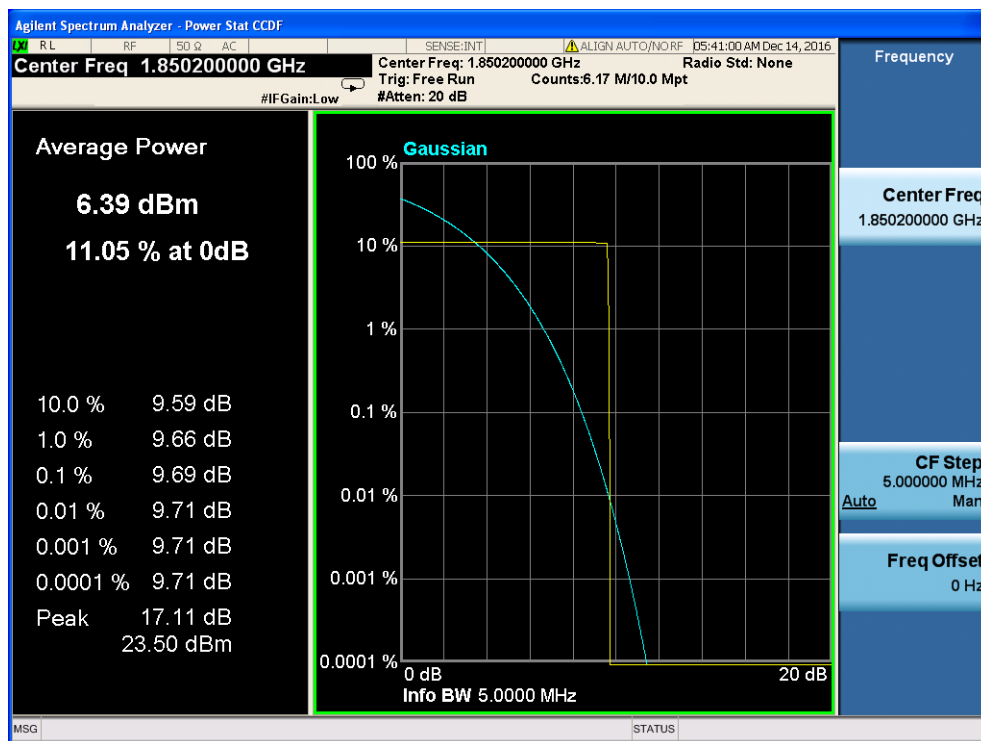 Agilent Spectrum Analyzer - Power Stat CCDF
LXI RL RF 50 Ω AC SENSE:INT ALIGN AUTO/NO RF 05:41:00 AM Dec 14, 2016
Center Freq 1.850200000 GHz
Center Freq: 1.850200000 GHz Radio Std: None
Trig: Free Run Counts:6.17 M/10.0 Mpt
#IFGain:Low #Atten: 20 dB
Average Power
6.39 dBm
11.05 % at 0dB
10.0 % 9.59 dB
1.0 % 9.66 dB
0.1 % 9.69 dB
0.01 % 9.71 dB
0.001 % 9.71 dB
0.0001 % 9.71 dB
Peak 17.11 dB
23.50 dBm
Gaussian
100 %
10 %
1 %
0.1 %
0.01 %
0.001 %
0.0001 %
0 dB 20 dB
Info BW 5.0000 MHz
Frequency
Center Freq
1.850200000 GHz
CF Step
5.000000 MHz
Auto Man
Freq Offset
0 Hz
MSG STATUS